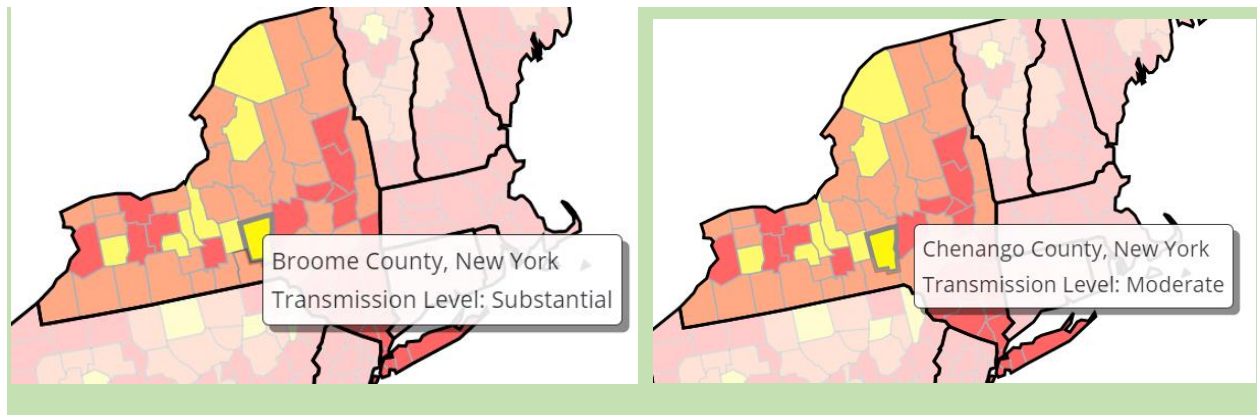 Broome County, New York
Transmission Level: Substantial
Chenango County, New York
Transmission Level: Moderate